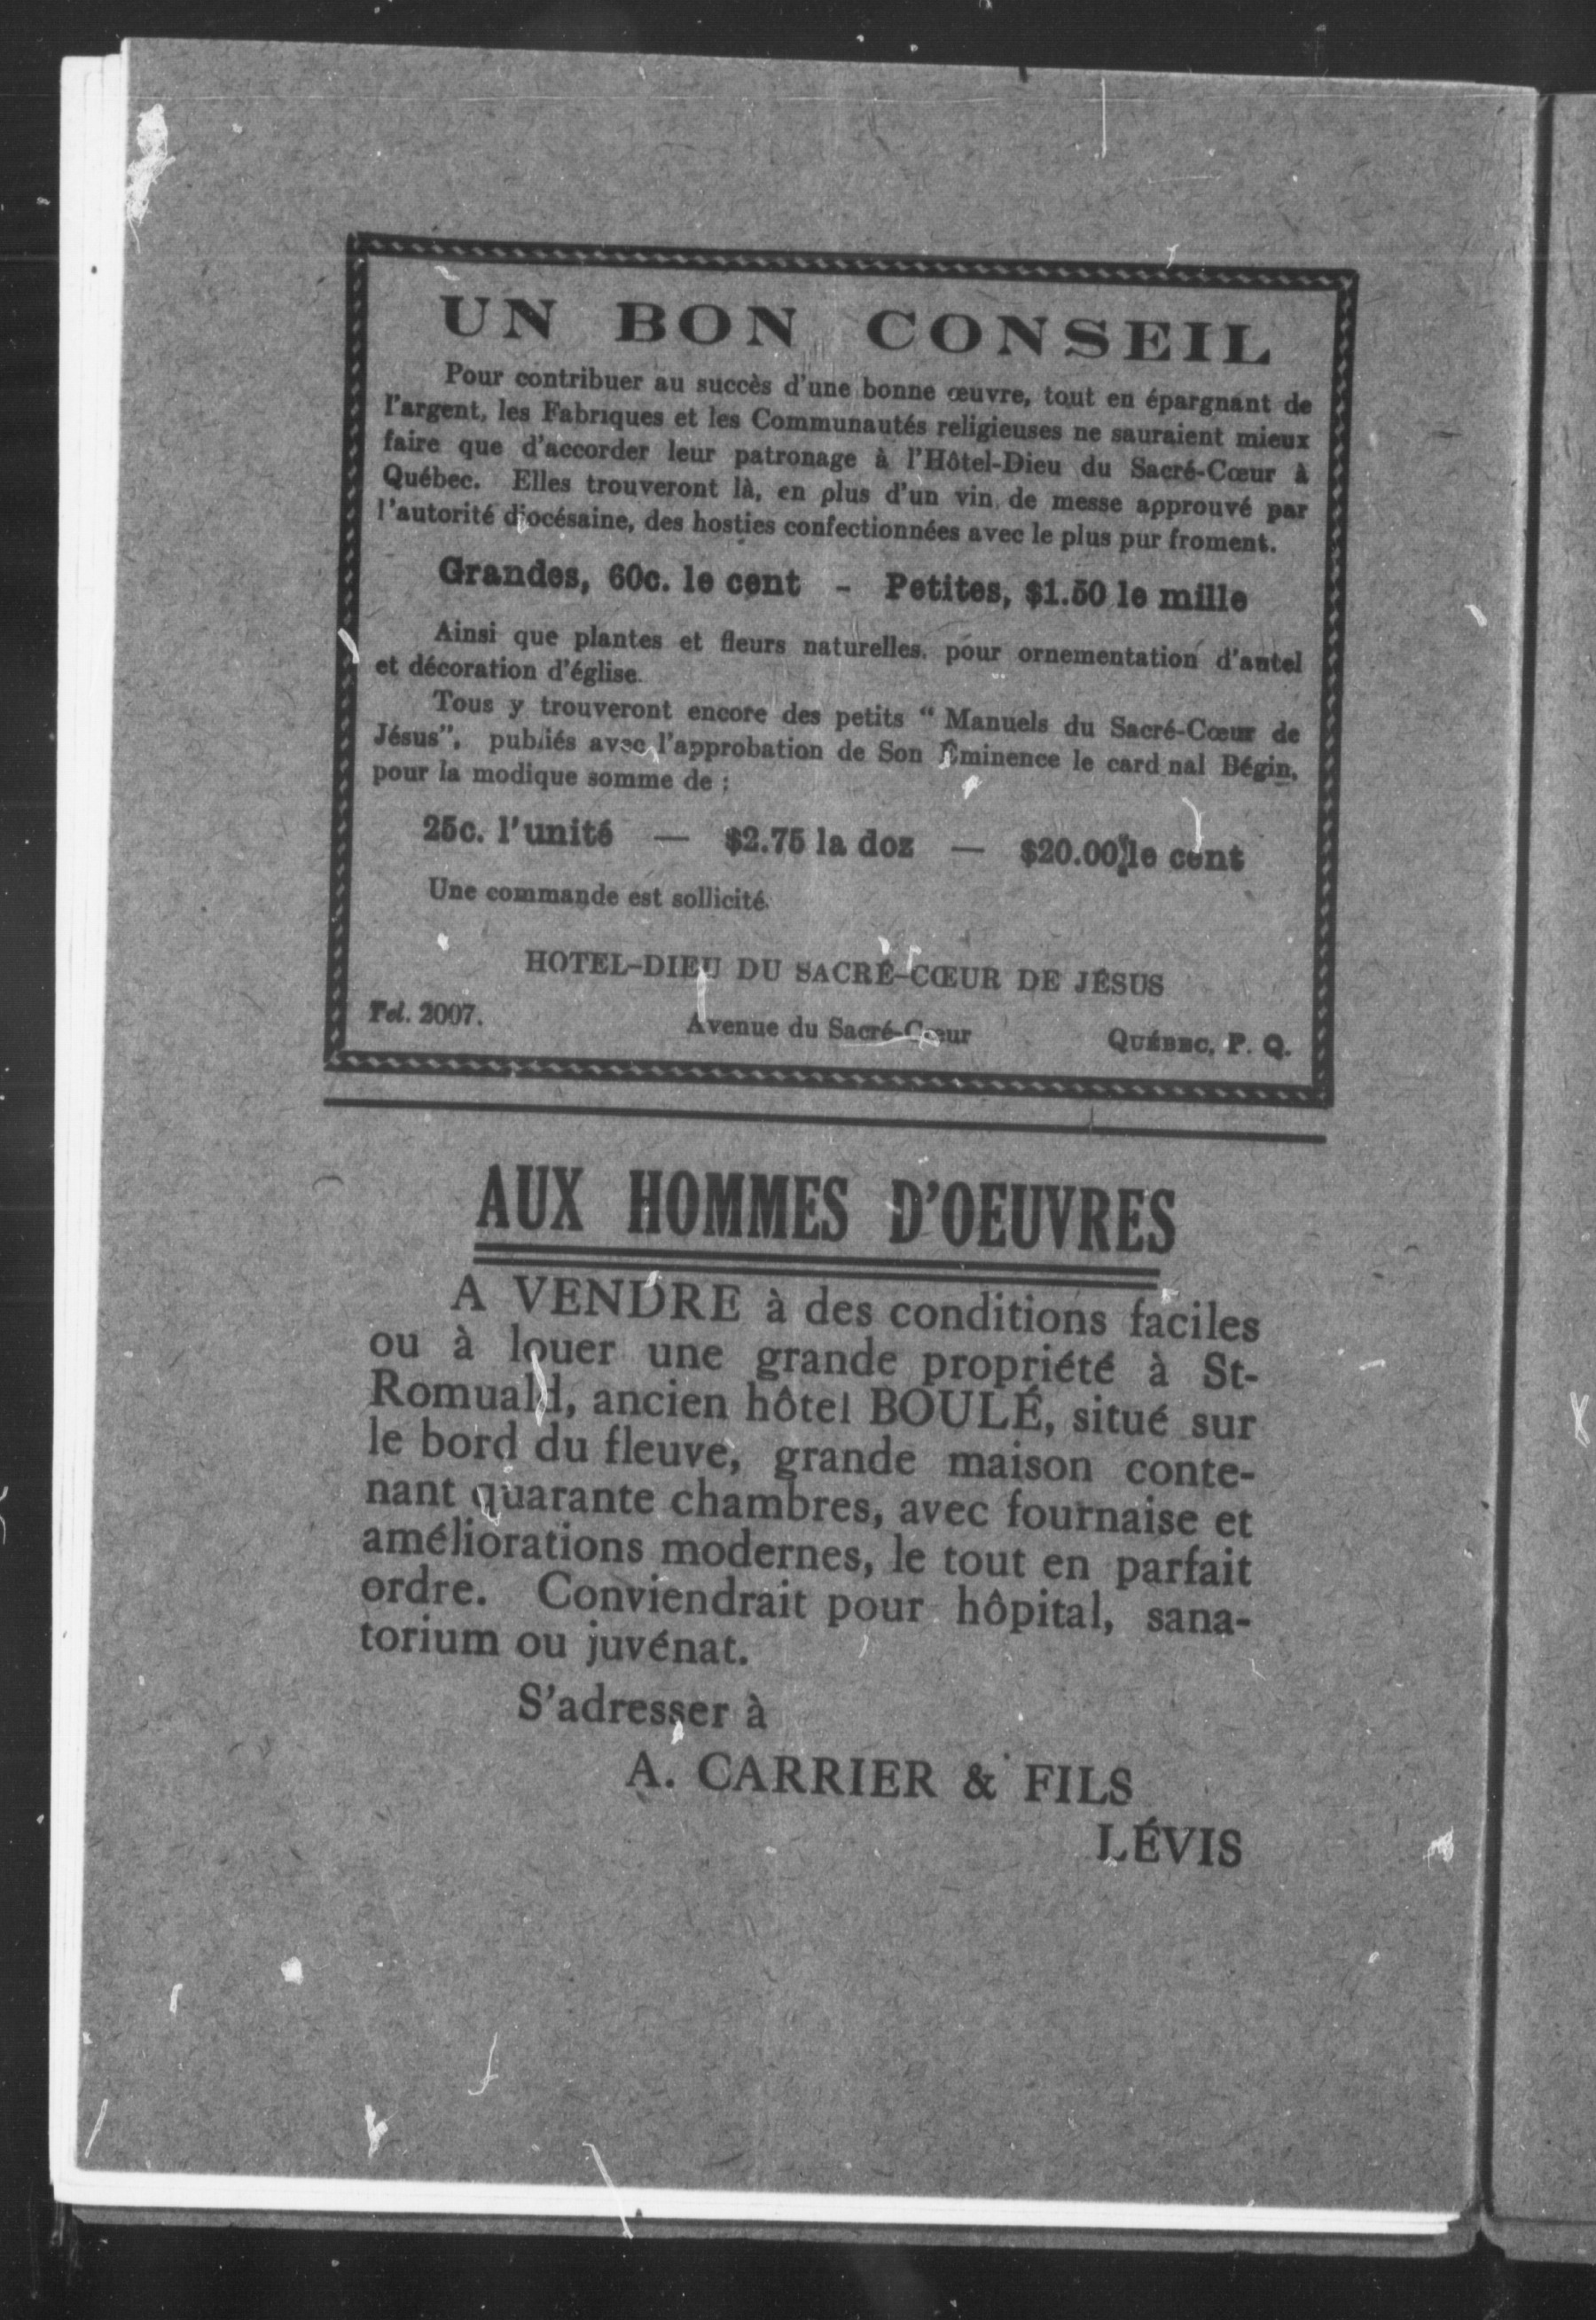 UN BON CONSEIL
Pour contribuer au succès d'une bonne œuvre, tout en épargnant de
l'argent, les Fabriques et les Communautés religieuses ne sauraient mieux
faire que d'accorder leur patronage à l'Hôtel-Dieu du Sacré-Cœur à
Québec. Elles trouveront là, en plus d'un vin de messe approuvé par
l'autorité diocésaine, des hosties confectionnées avec le plus pur froment.
Grandes, 60c. le cent - Petites, $1.50 le mille
Ainsi que plantes et fleurs naturelles. pour ornementation d'autel
et décoration d'église.
Tous y trouveront encore des petits “ Manuels du Sacré-Cœur de
Jésus”, publiés avec l'approbation de Son Éminence le card nal Bégin,
pour la modique somme de ;
25c. l'unité — $2.75 la doz — $20.00 le cent
Une commande est sollicité.
HOTEL-DIEU DU SACRÉ-CŒUR DE JÉSUS
Tel. 2007. Avenue du Sacré-Cœur QUÉBEC, P. Q.
AUX HOMMES D'OEUVRES
A VENDRE à des conditions faciles
ou à louer une grande propriété à St-
Romuald, ancien hôtel BOULÉ, situé sur
le bord du fleuve, grande maison conte-
nant quarante chambres, avec fournaise et
améliorations modernes, le tout en parfait
ordre. Conviendrait pour hôpital, sana-
torium ou juvénat.
S'adresser à
A. CARRIER & FILS
LÉVIS